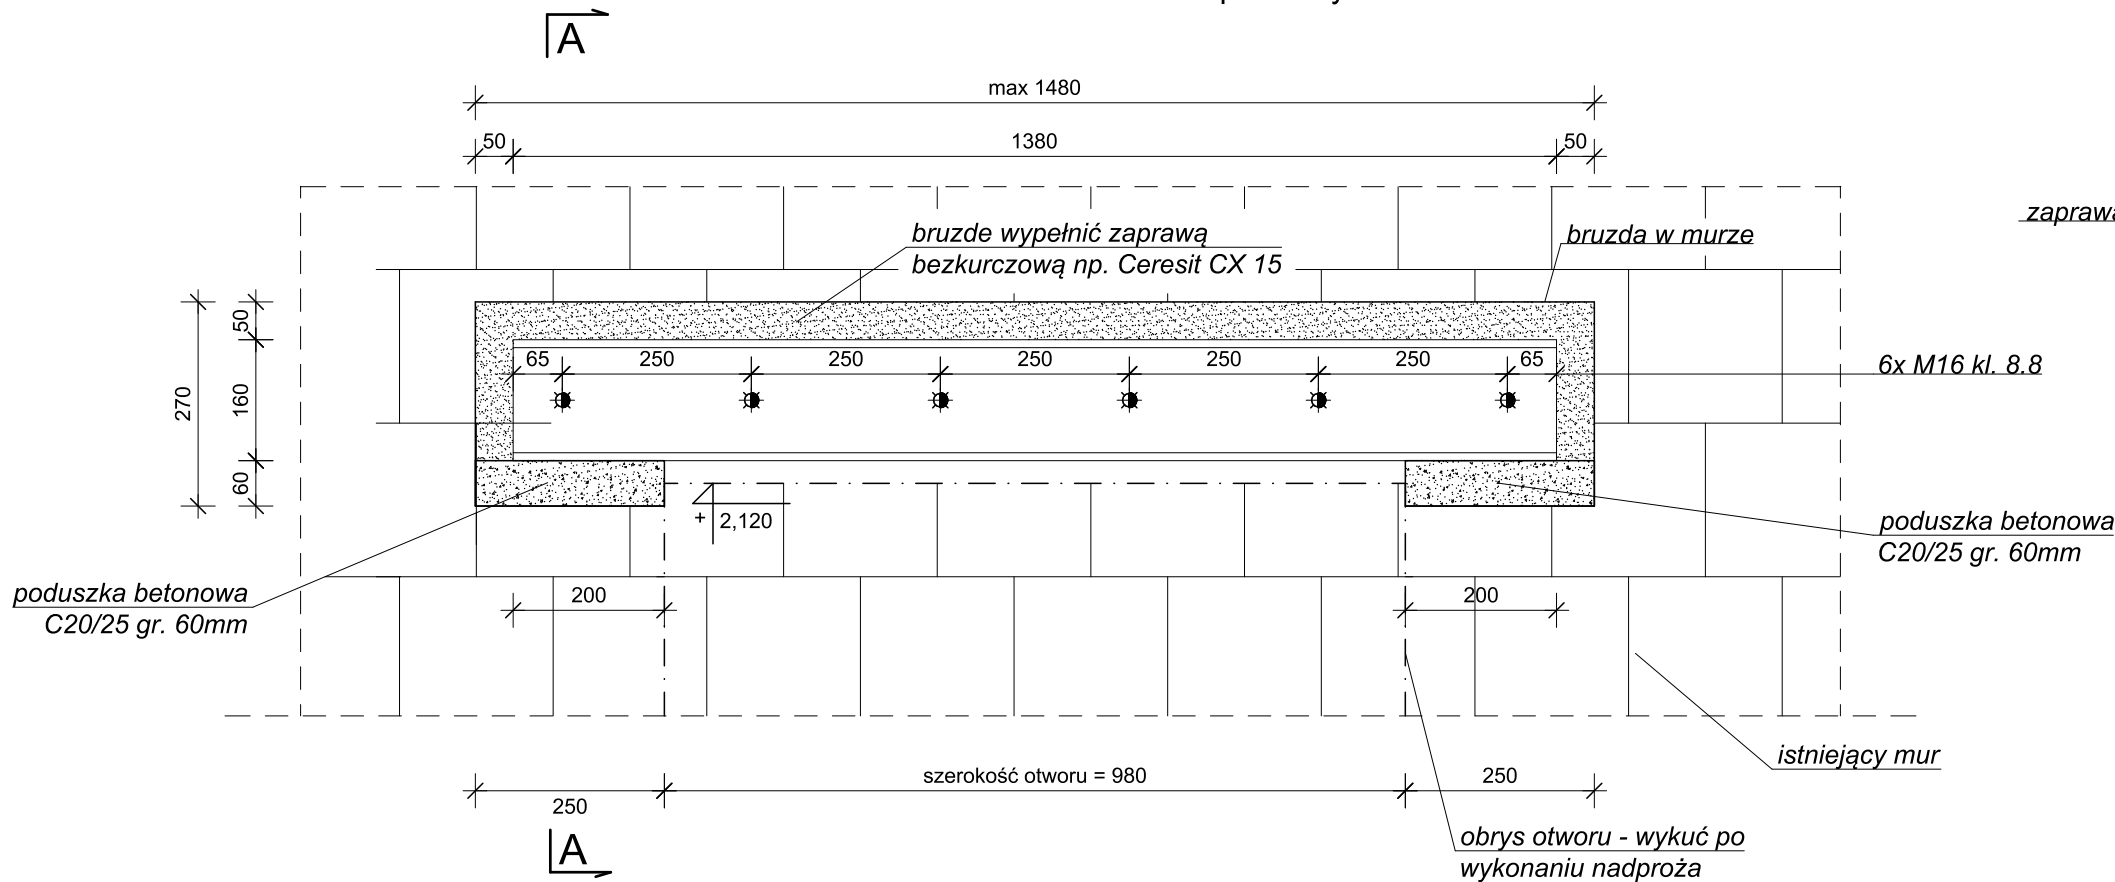 A
max 1480
50
1380
50
zaprawa
bruzde wypełnić zaprawą
bezkurczową np. Ceresit CX 15
bruzda w murze
50
160
60
270
65
250
250
250
250
250
65
6x M16 kl. 8.8
+ 2,120
poduszka betonowa
C20/25 gr. 60mm
poduszka betonowa
C20/25 gr. 60mm
200
200
istniejący mur
250
szerokość otworu = 980
250
A
obrys otworu - wykuć po
wykonaniu nadproża